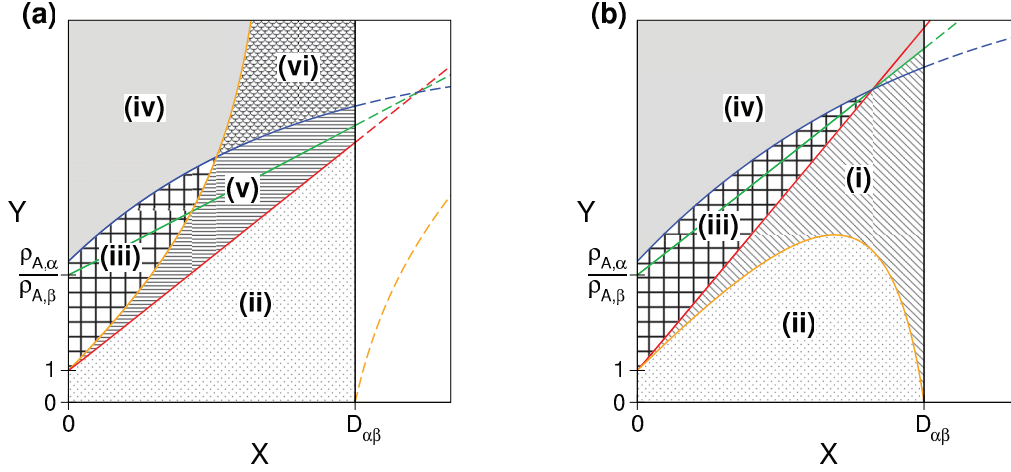 (a)
(vi)
(iv)
(v)
(iii)
(ii)
Y
ρA,α
ρA,β
1
0
0
Dαβ
X
(b)
(iv)
(i)
(iii)
(ii)
Y
ρA,α
ρA,β
1
0
0
Dαβ
X